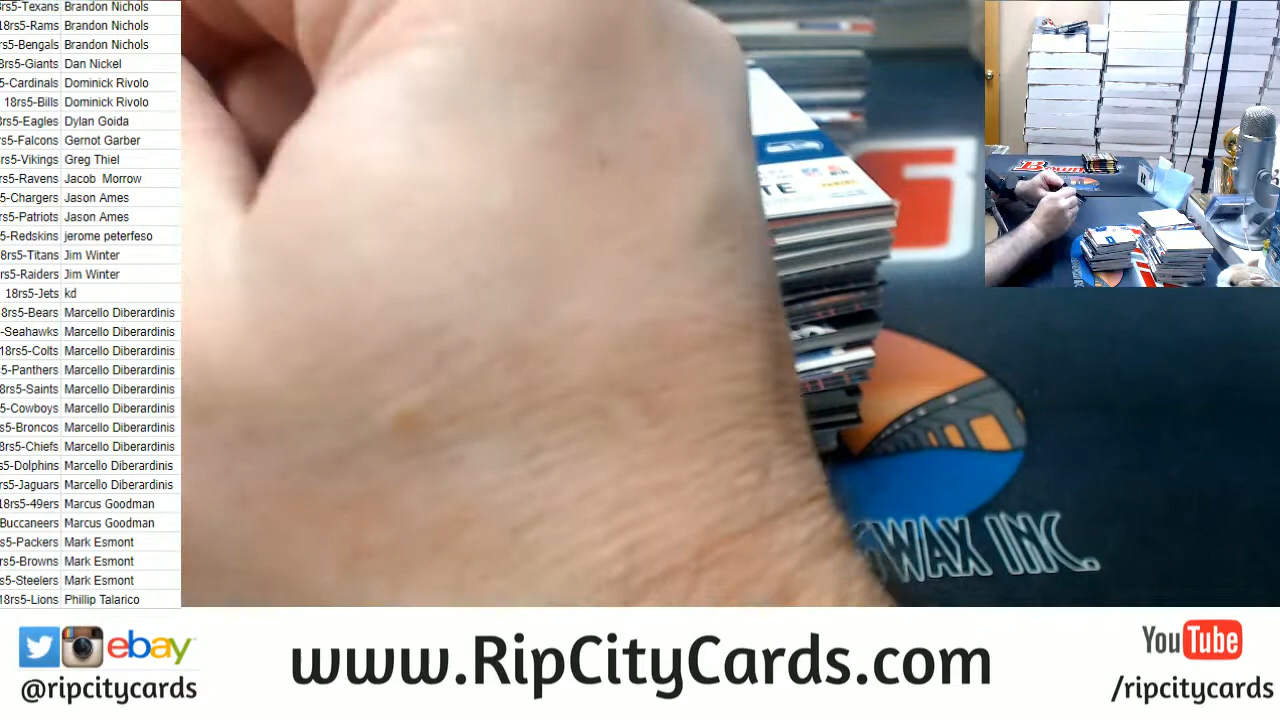 8rs5-Texans Brandon Nichols
18rs5-Rams Brandon Nichols
rs5-Bengals Brandon Nichols
8rs5-Giants Dan Nickel
5-Cardinals Dominick Rivolo
18rs5-Bills Dominick Rivolo
8rs5-Eagles Dylan Goida
rs5-Falcons Gernot Garber
rs5-Vikings Greg Thiel
rs5-Ravens Jacob Morrow
5-Chargers Jason Ames
rs5-Patriots Jason Ames
5-Redskins jerome peterfeso
8rs5-Titans Jim Winter
rs5-Raiders Jim Winter
18rs5-Jets kd
8rs5-Bears Marcello Diberardinis
-Seahawks Marcello Diberardinis
18rs5-Colts Marcello Diberardinis
5-Panthers Marcello Diberardinis
8rs5-Saints Marcello Diberardinis
5-Cowboys Marcello Diberardinis
rs5-Broncos Marcello Diberardinis
8rs5-Chiefs Marcello Diberardinis
s5-Dolphins Marcello Diberardinis
s5-Jaguars Marcello Diberardinis
18rs5-49ers Marcus Goodman
Buccaneers Marcus Goodman
s5-Packers Mark Esmont
rs5-Browns Mark Esmont
s5-Steelers Mark Esmont
18rs5-Lions Phillip Talarico
WAX INC.
ebay
@ripcitycards
www.RipCityCards.com
YouTube
/ripcitycards